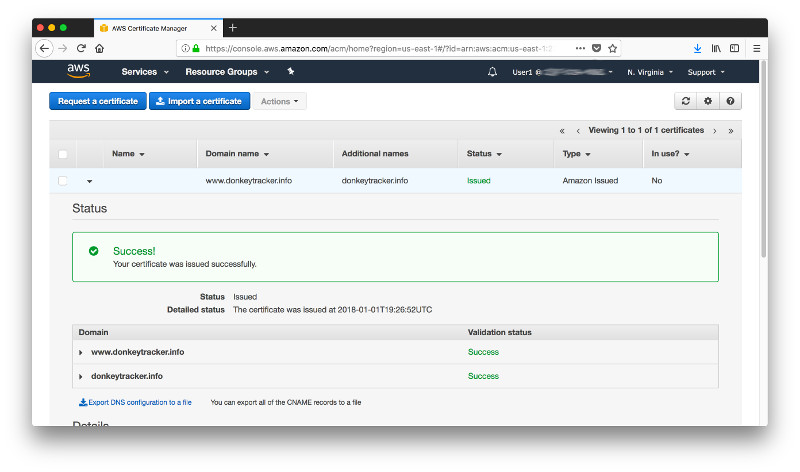 AWS Certificate Manager
https://console.aws.amazon.com/acm/home?region=us-east-1#/?id=arn:aws:acm:us-east-1:
aws Services Resource Groups User1 @ N. Virginia Support
Request a certificate Import a certificate Actions
« ‹ Viewing 1 to 1 of 1 certificates › »
Name Domain name Additional names Status Type In use?
www.donkeytracker.info donkeytracker.info Issued Amazon Issued No
Status
Success!
Your certificate was issued successfully.
Status Issued
Detailed status The certificate was issued at 2018-01-01T19:26:52UTC
Domain Validation status
www.donkeytracker.info Success
donkeytracker.info Success
Export DNS configuration to a file You can export all of the CNAME records to a file
Details